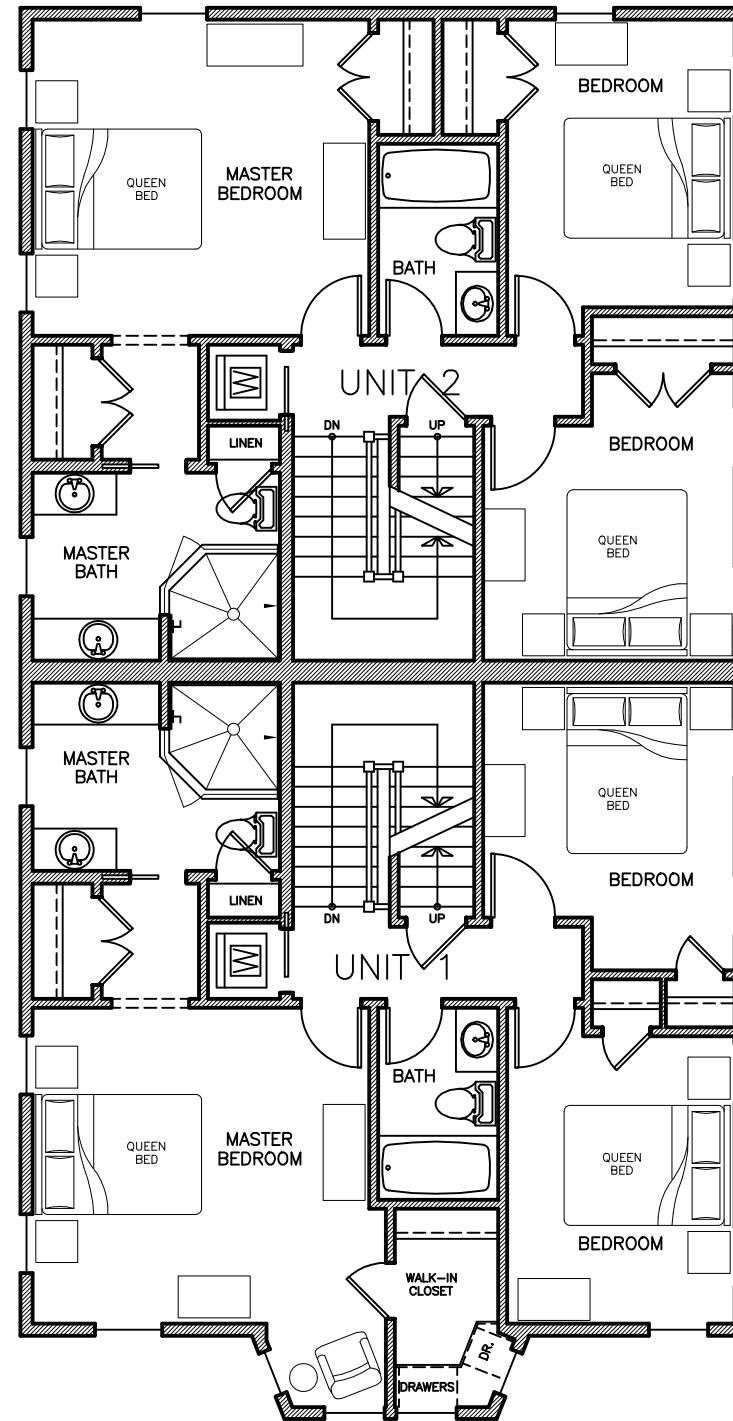 BEDROOM
QUEEN
BED
MASTER
BEDROOM
QUEEN
BED
BATH
UNIT 2
DN
UP
LINEN
BEDROOM
MASTER
BATH
QUEEN
BED
MASTER
BATH
QUEEN
BED
BEDROOM
LINEN
DN
UP
UNIT 1
BATH
MASTER
BEDROOM
QUEEN
BED
QUEEN
BED
BEDROOM
WALK-IN
CLOSET
DR.
DRAWERS